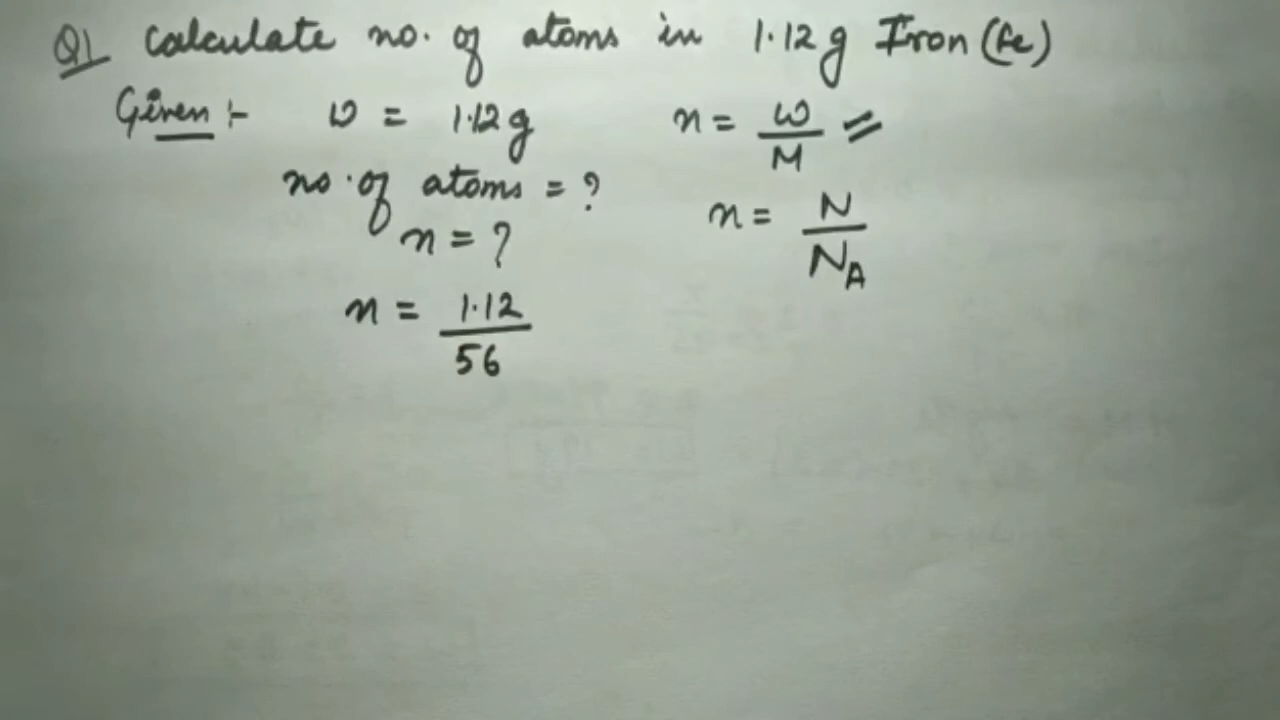 Q1 Calculate no. of atoms in 1.12g Iron (Fe)
Given :- w = 1.12g
no. of atoms = ?
n = ?
n = 1.12
56
n = w
M
n = N
N_A